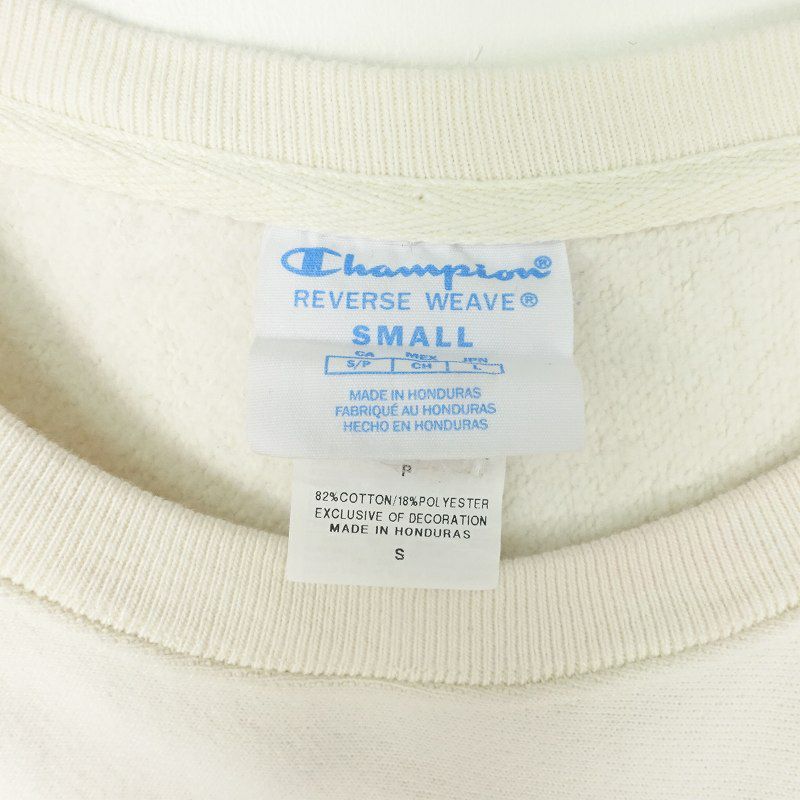 Champion®
REVERSE WEAVE®
SMALL
CA MEX JPN
S/P CH L
MADE IN HONDURAS
FABRIQUÉ AU HONDURAS
HECHO EN HONDURAS
P
82%COTTON/18%POLYESTER
EXCLUSIVE OF DECORATION
MADE IN HONDURAS
S